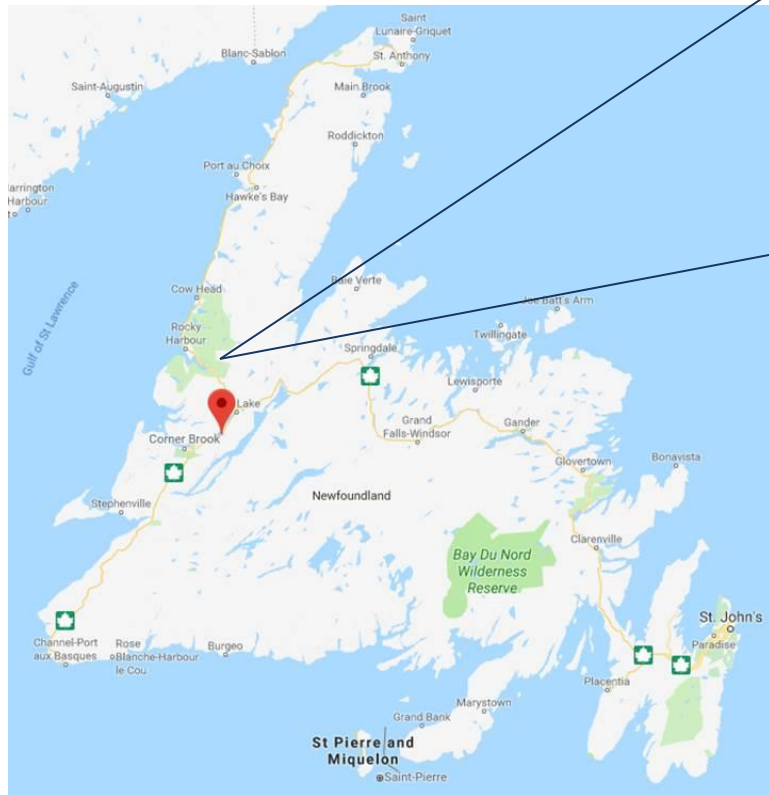 Saint
Lunaire-Griquet
Blanc-Sablon
St. Anthony
Saint-Augustin
Main Brook
Roddickton
Port au Choix
arrington
Harbour
Hawke's Bay
Cow Head
Baie Verte
Gulf of St Lawrence
Joe Batt's Arm
Rocky
Harbour
Twillingate
Springdale
Lewisporte
Lake
Grand
Falls-Windsor
Gander
Corner Brook
Glovertown
Bonavista
Stephenville
Newfoundland
Clarenville
Bay Du Nord
Wilderness
Reserve
St. John's
Paradise
Channel-Port
aux Basques
Rose
Blanche-Harbour
le Cou
Burgeo
Placentia
Marystown
Grand Bank
St Pierre and
Miquelon
Saint-Pierre